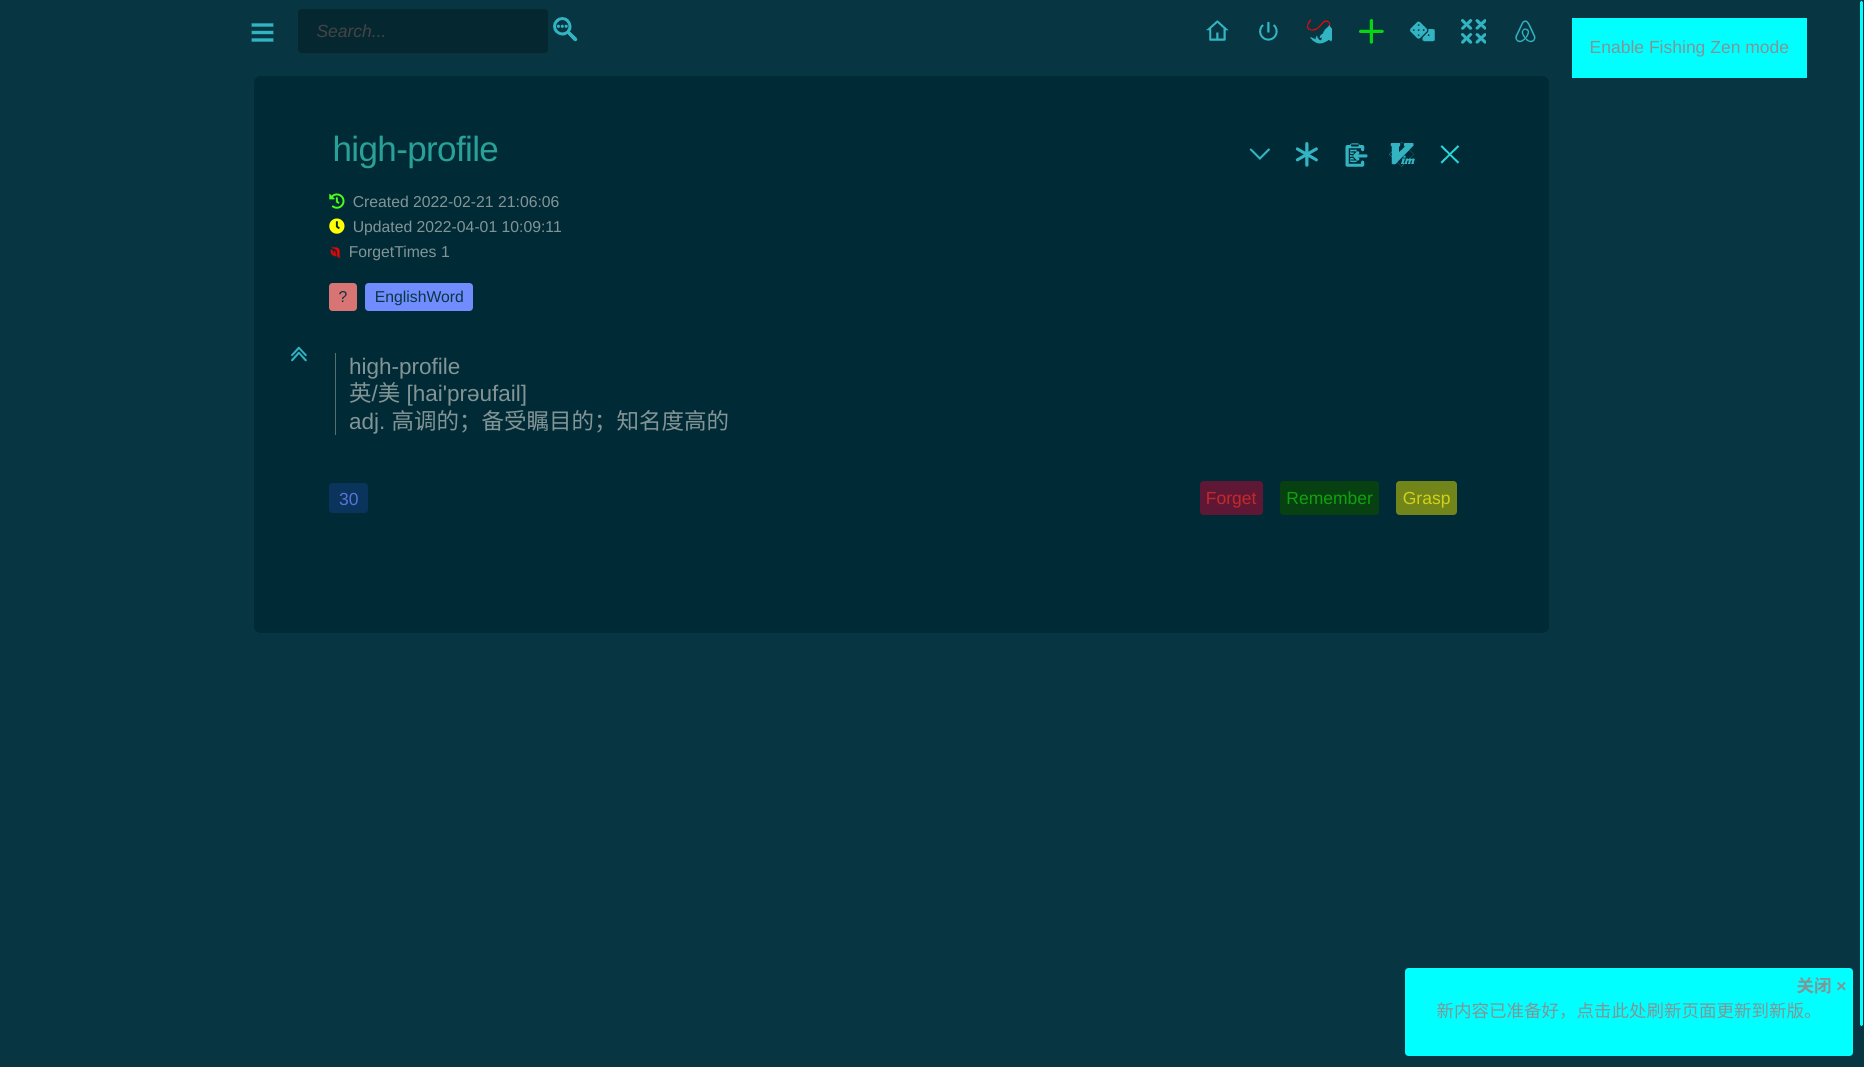 Search...
Enable Fishing Zen mode
high-profile
Created 2022-02-21 21:06:06
Updated 2022-04-01 10:09:11
ForgetTimes 1
? EnglishWord
high-profile
英/美 [hai'prəufail]
adj. 高调的；备受瞩目的；知名度高的
30 Forget Remember Grasp
关闭 ×
新内容已准备好，点击此处刷新页面更新到新版。